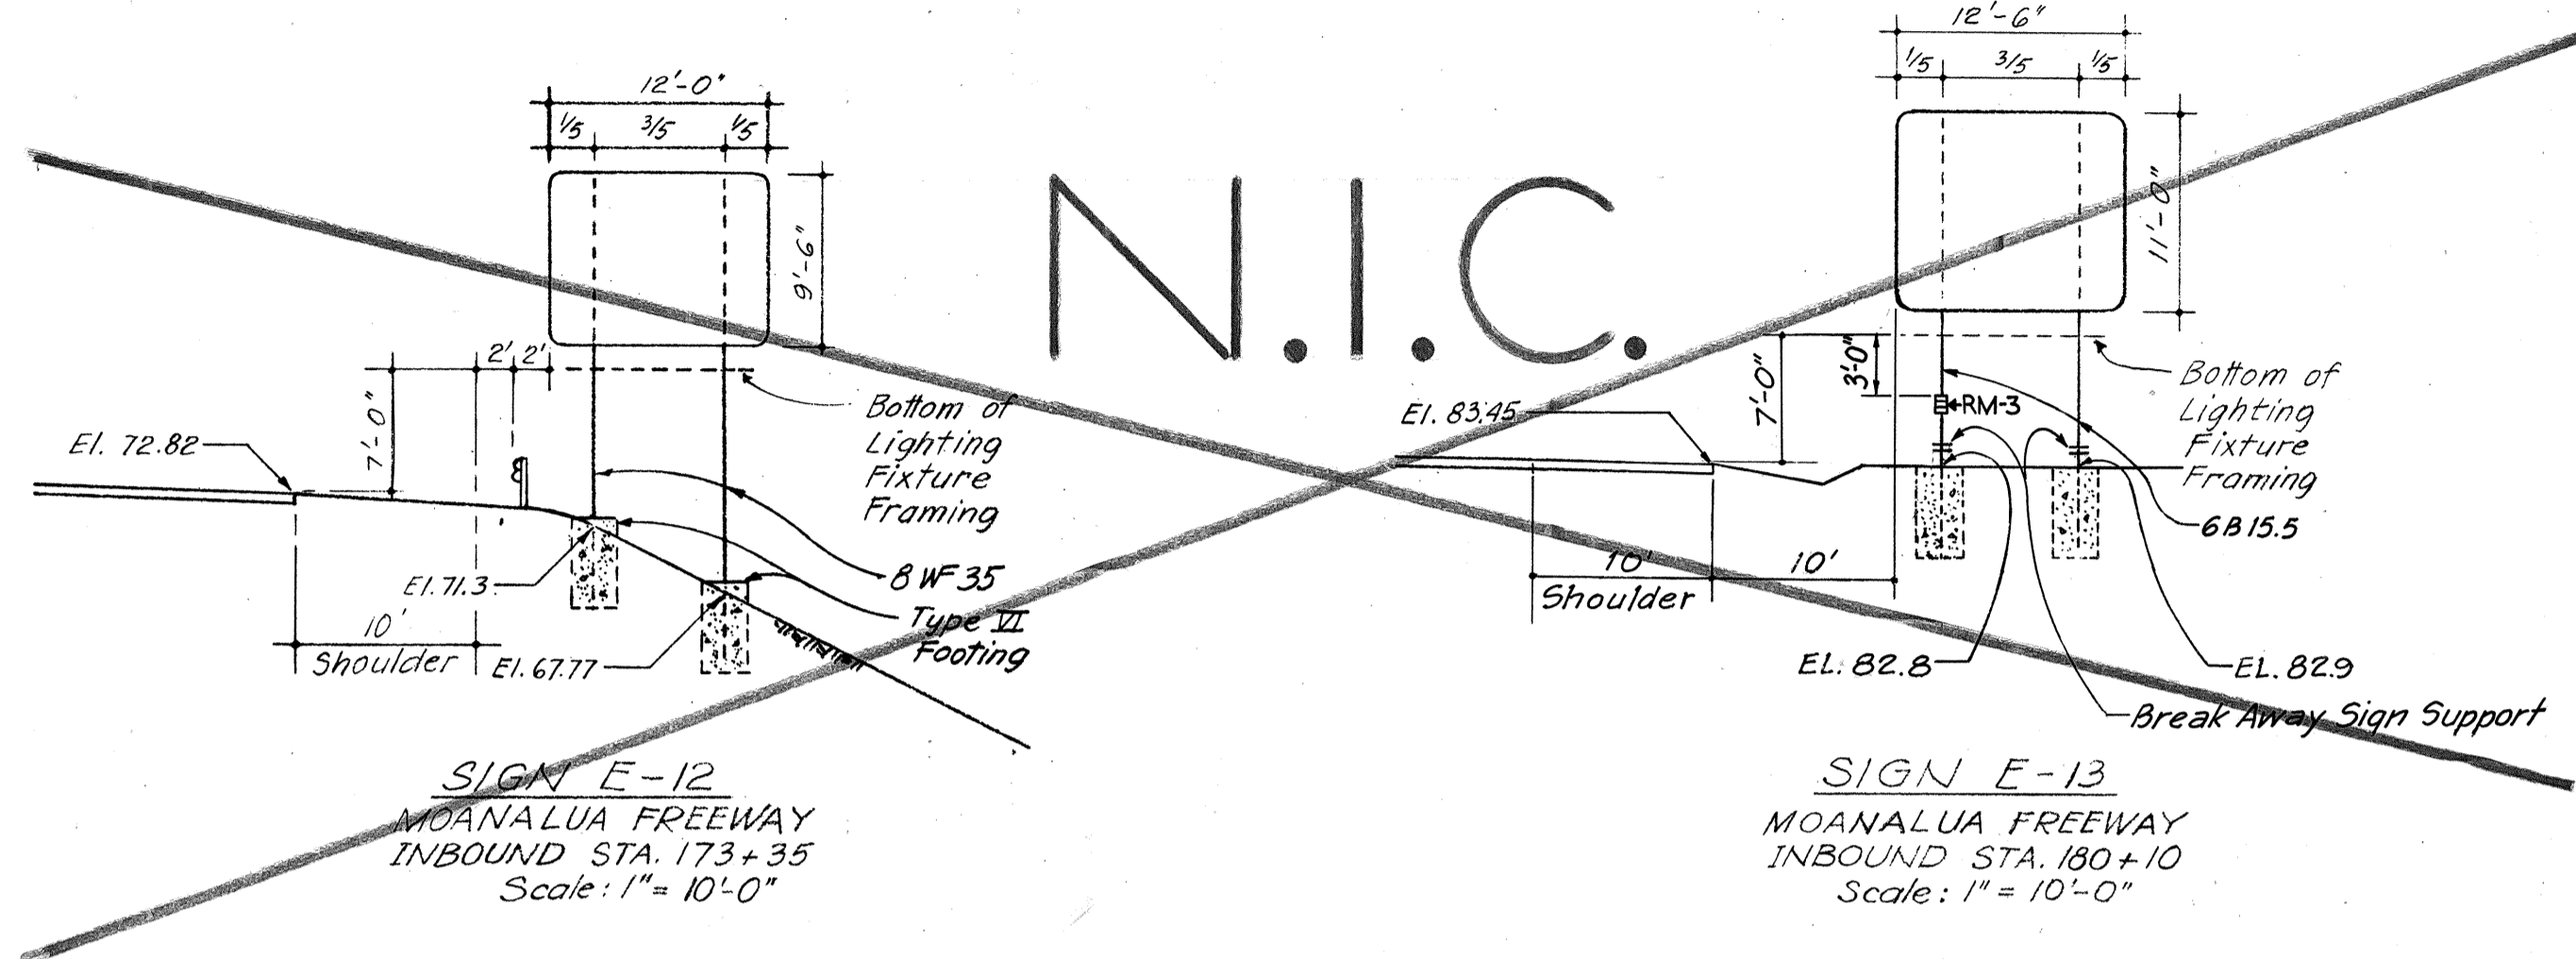 12'-0"
1/5 3/5 1/5
9'-6"
2' 2'
7'-0"
El. 72.82
Bottom of
Lighting
Fixture
Framing
El. 71.3
8 WF 35
Type VI
Footing
10'
Shoulder
El. 67.77
SIGN E-12
MOANALUA FREEWAY
INBOUND STA. 173+35
Scale: 1" = 10'-0"
N.I.C.
12'-6"
1/5 3/5 1/5
11'-0"
7'-0"
3'-0"
El. 83.45
RM-3
Bottom of
Lighting
Fixture
Framing
6 B 15.5
10'
Shoulder
10'
EL. 82.8
EL. 82.9
Break Away Sign Support
SIGN E-13
MOANALUA FREEWAY
INBOUND STA. 180+10
Scale: 1" = 10'-0"